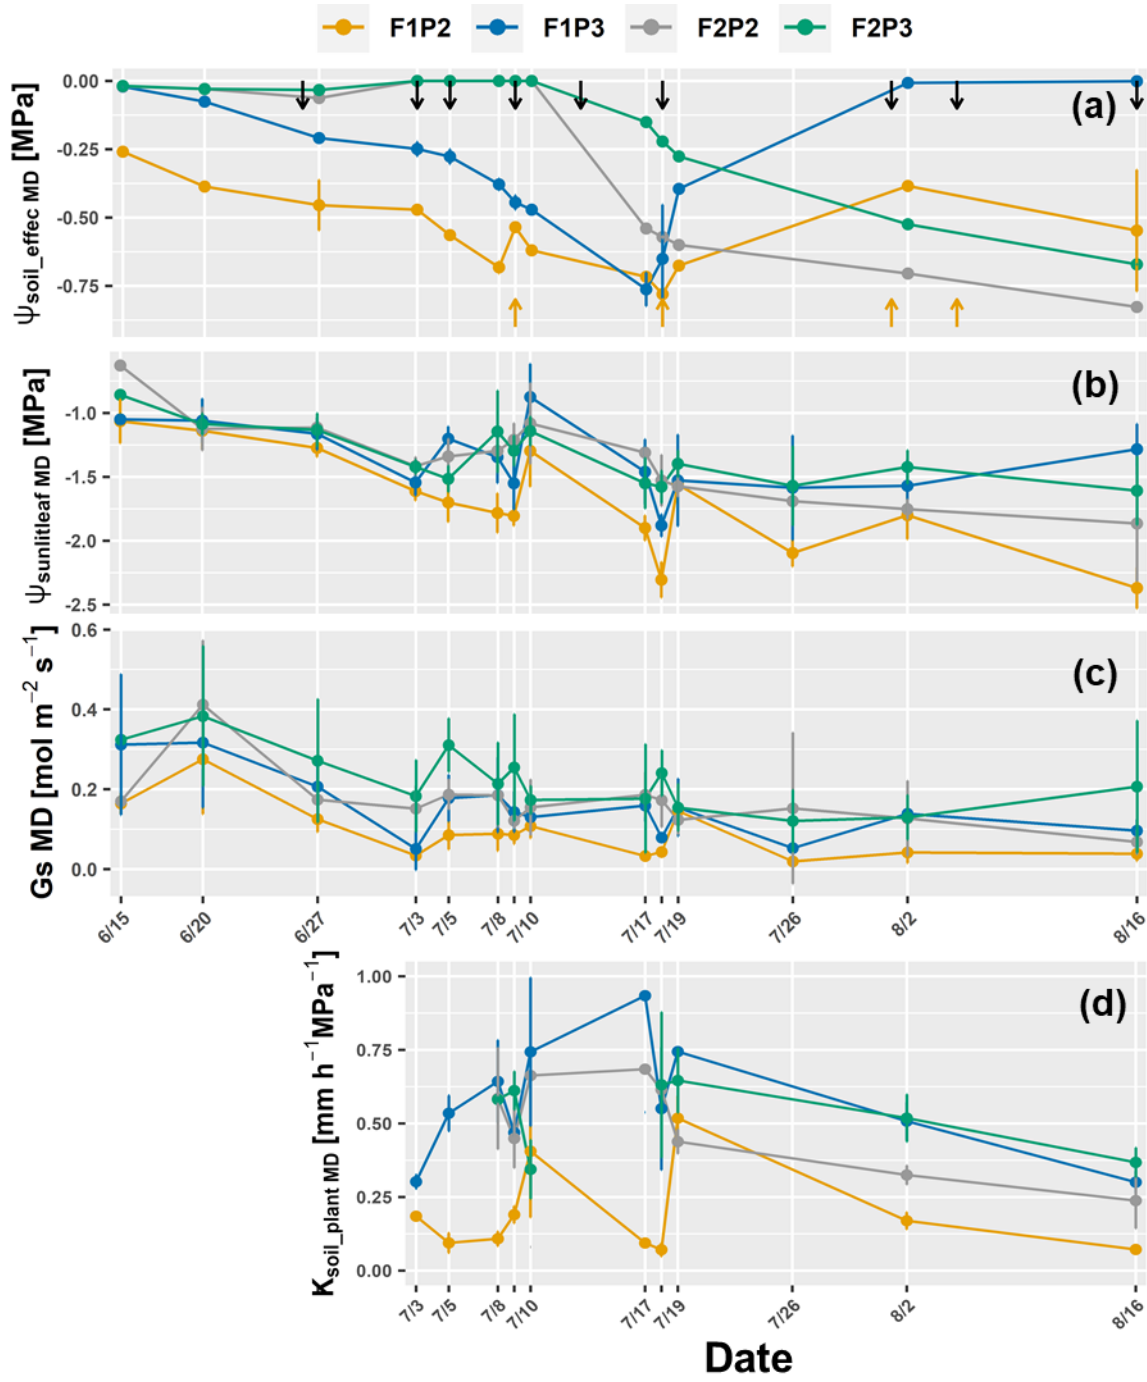 F1P2 F1P3 F2P2 F2P3
(a)
Ψsoil_effec MD [MPa]
0.00
-0.25
-0.50
-0.75
(b)
Ψsunlitleaf MD [MPa]
-1.0
-1.5
-2.0
-2.5
(c)
Gs MD [mol m⁻² s⁻¹]
0.6
0.4
0.2
0.0
6/15 6/20 6/27 7/3 7/5 7/8 7/10 7/17 7/19 7/26 8/2 8/16
(d)
Ksoil_plant MD [mm h⁻¹MPa⁻¹]
1.00
0.75
0.50
0.25
0.00
7/3 7/5 7/8 7/10 7/17 7/19 7/26 8/2 8/16
Date